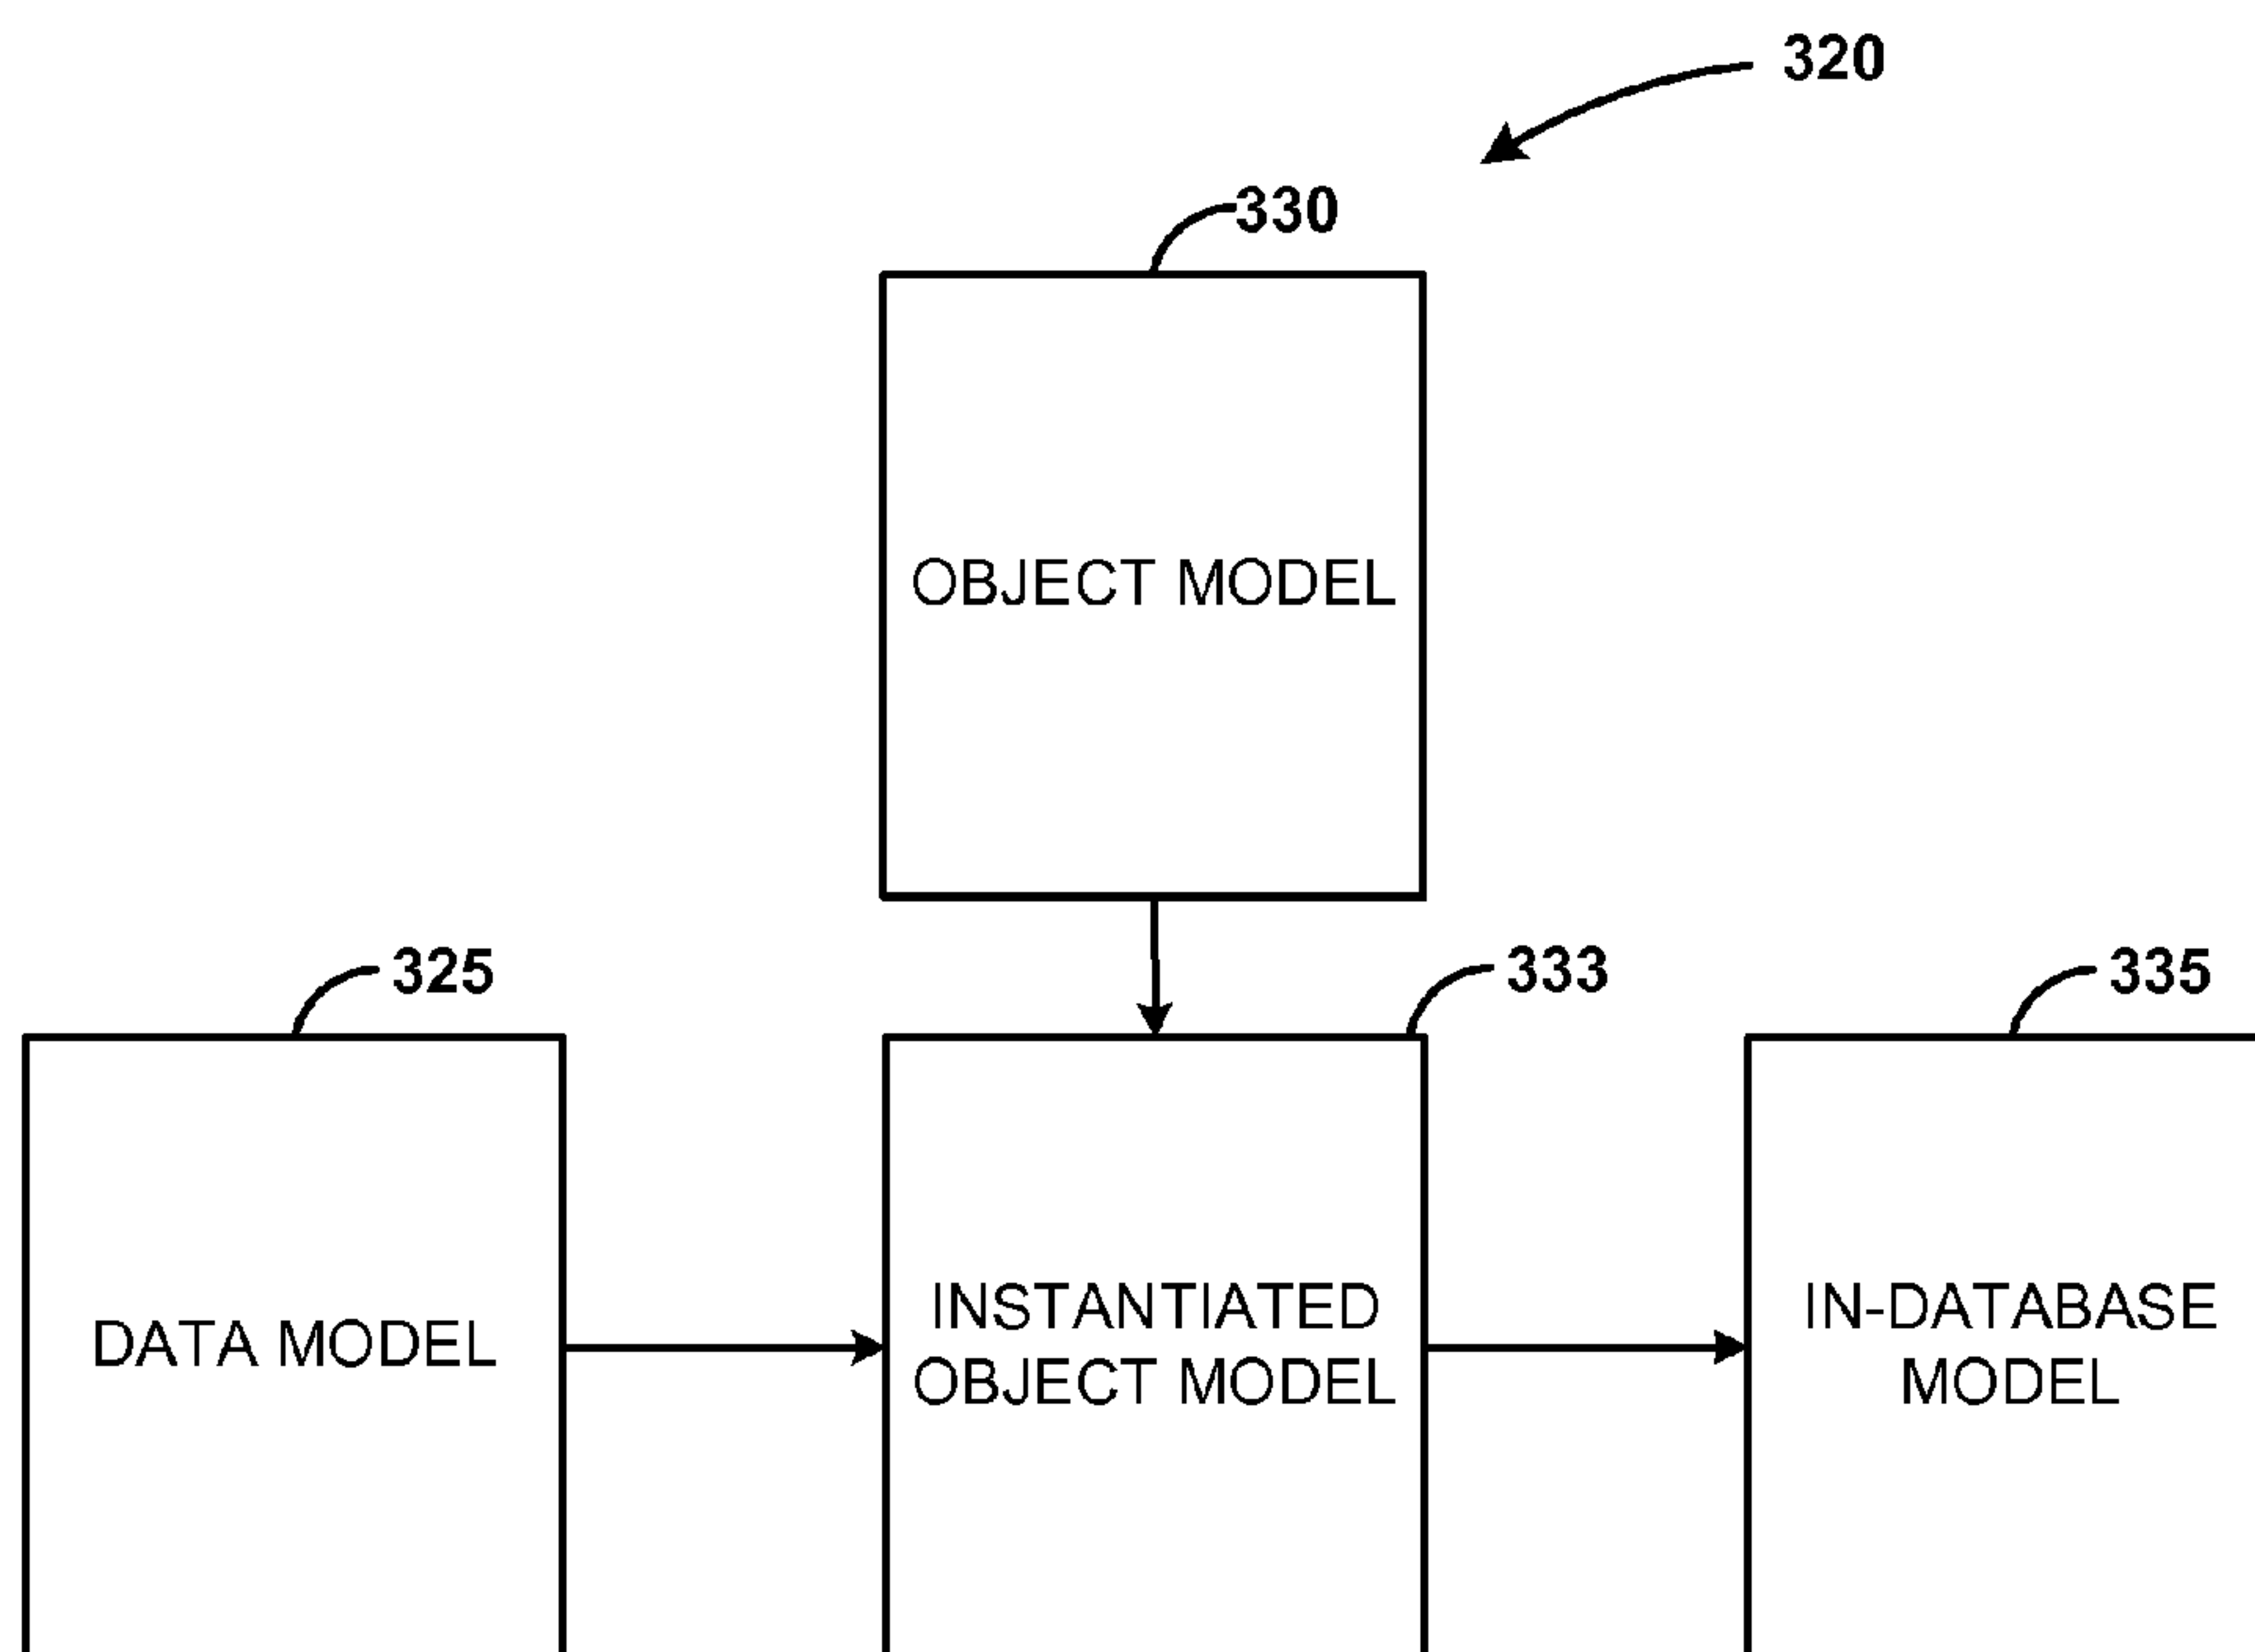 320
330
OBJECT MODEL
325
333
335
DATA MODEL
INSTANTIATED
OBJECT MODEL
IN-DATABASE
MODEL